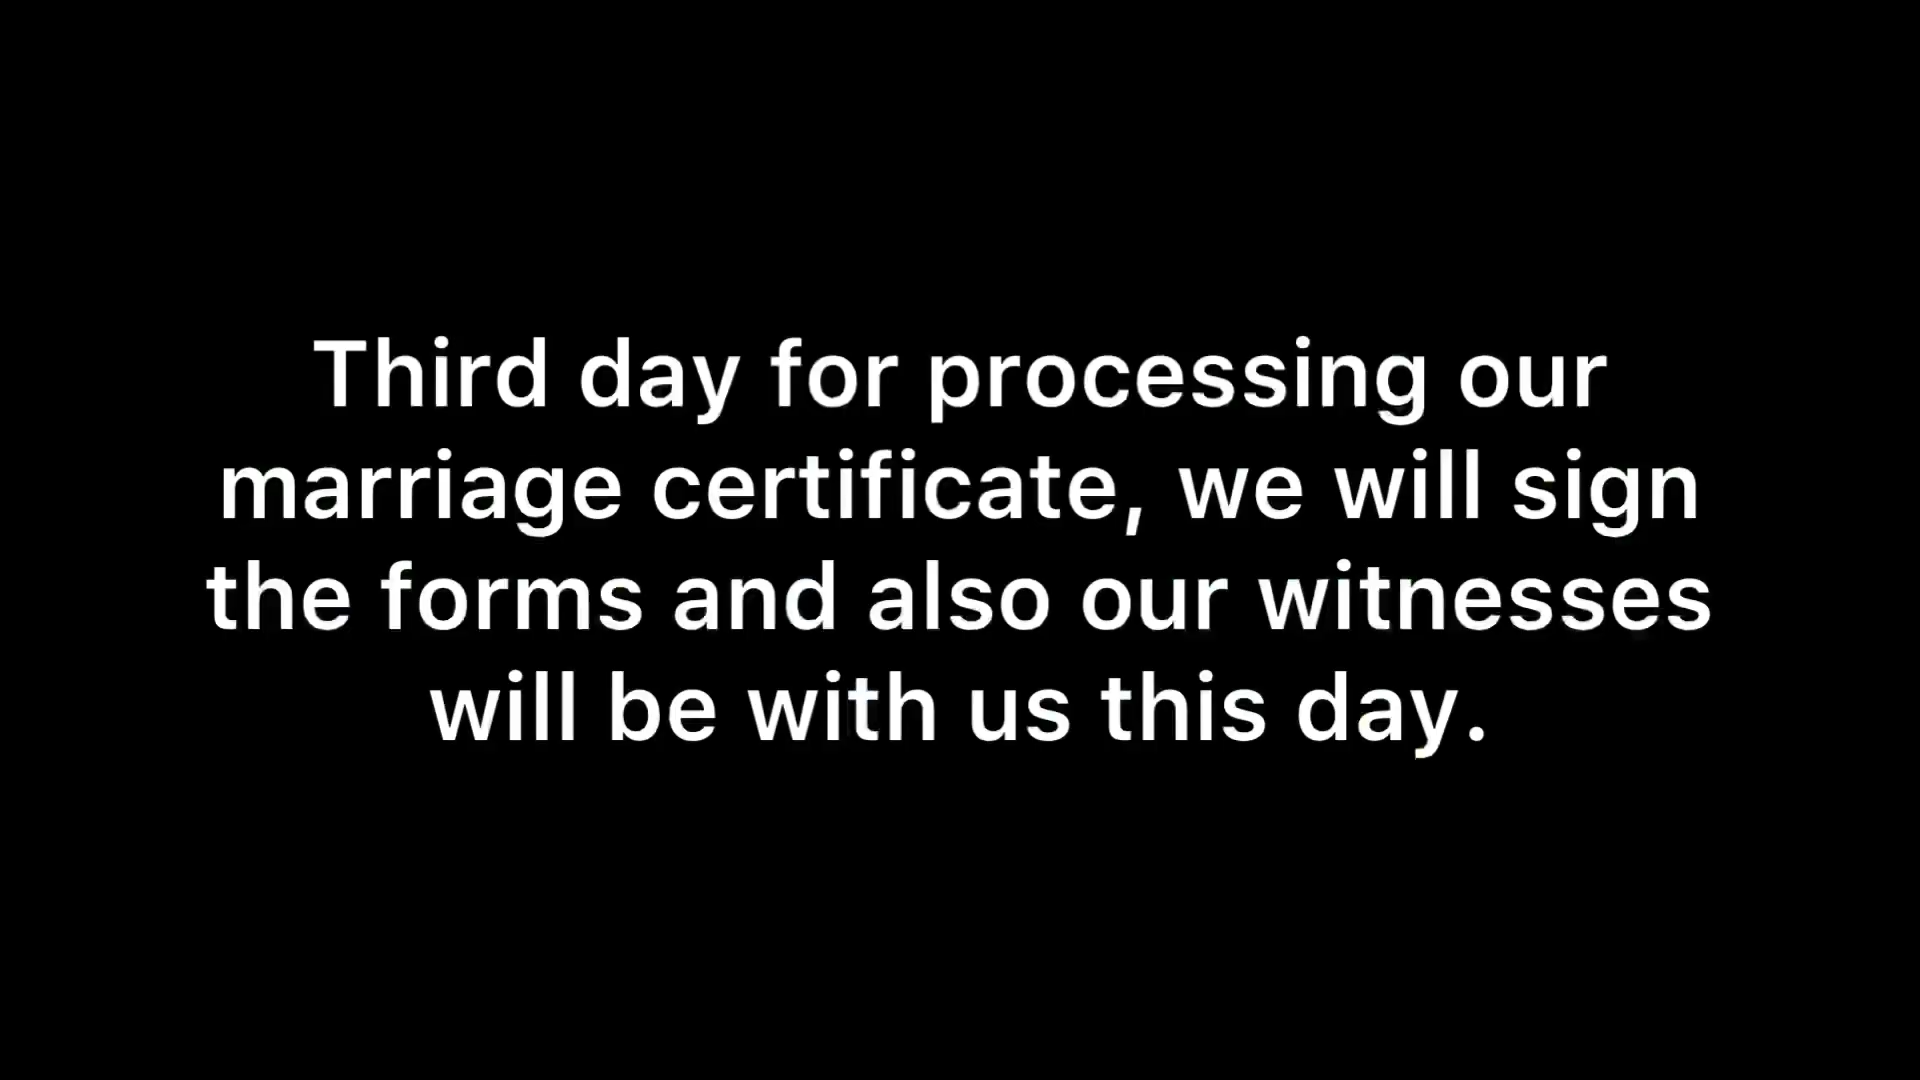 Third day for processing our
marriage certificate, we will sign
the forms and also our witnesses
will be with us this day.